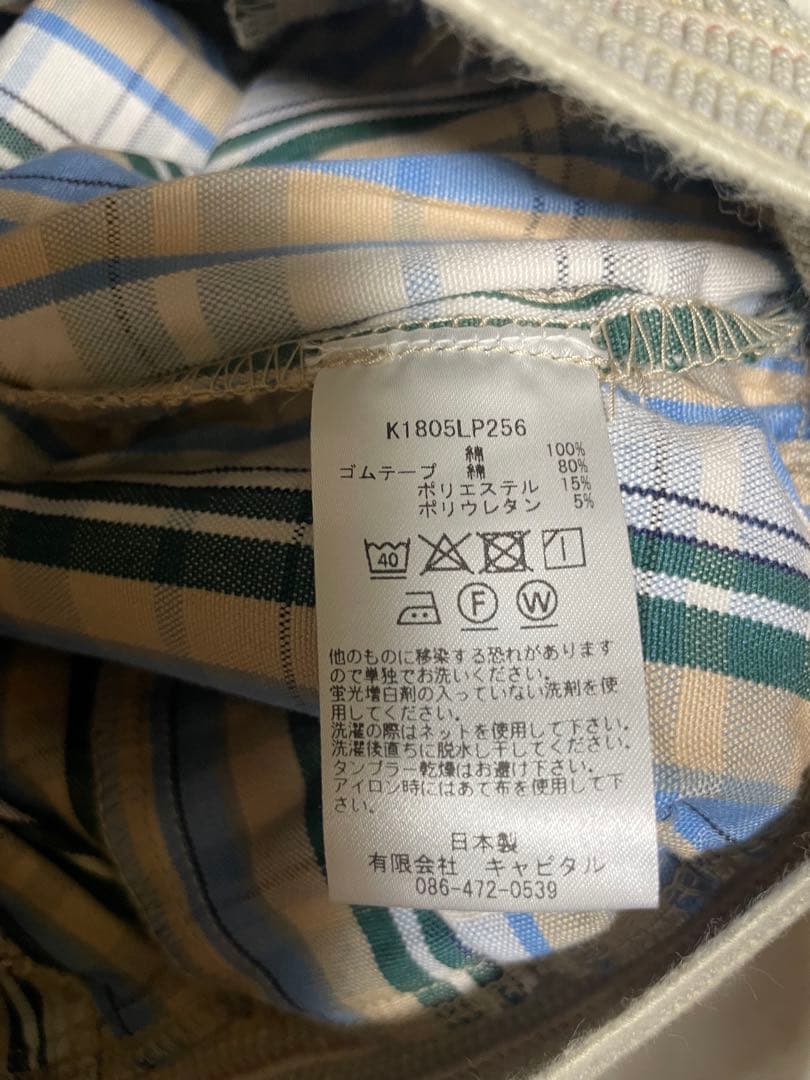 K1805LP256
綿 100%
ゴムテープ 綿 80%
ポリエステル 15%
ポリウレタン 5%
40
F W
他のものに移染する恐れがあります
ので単独でお洗いください。
蛍光増白剤の入っていない洗剤を使
用してください。
洗濯の際はネットを使用して下さい。
洗濯後直ちに脱水し干してください。
タンブラー乾燥はお避け下さい。
アイロン時にはあて布を使用して下
さい。
日本製
有限会社 キャピタル
086-472-0539